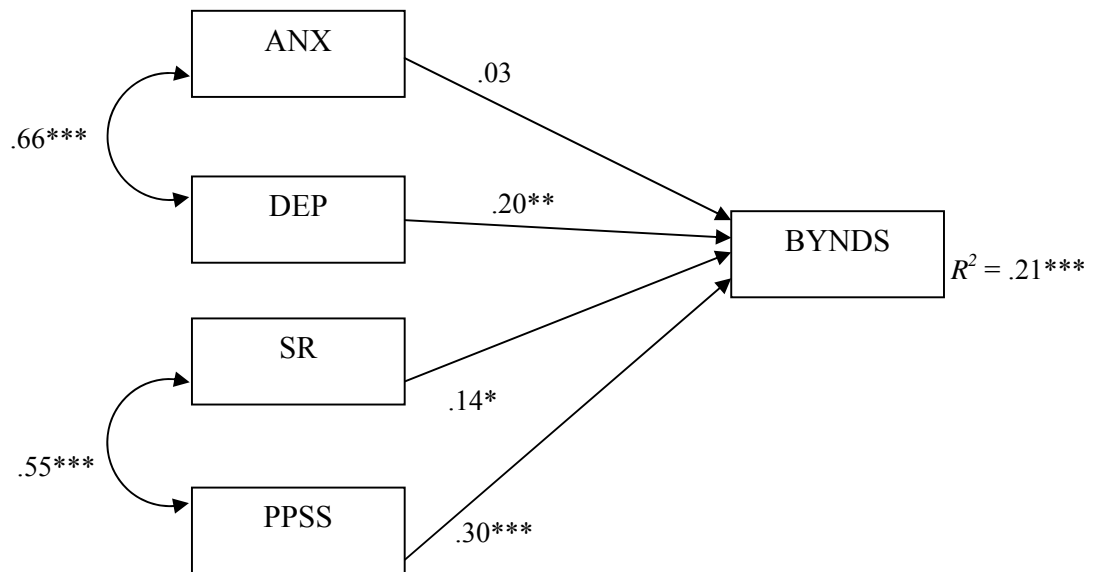 ANX
.03
.66***
DEP
.20**
BYNDS
R² = .21***
SR
.14*
.55***
PPSS
.30***